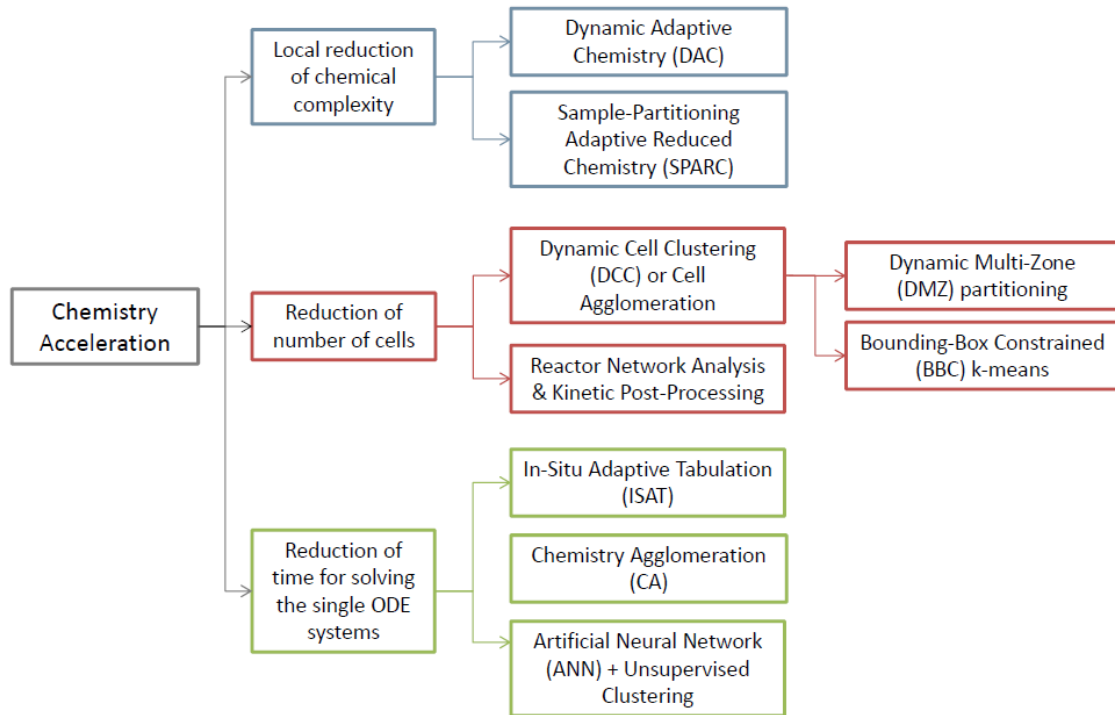 Chemistry
Acceleration
Local reduction
of chemical
complexity
Dynamic Adaptive
Chemistry (DAC)
Sample-Partitioning
Adaptive Reduced
Chemistry (SPARC)
Reduction of
number of cells
Dynamic Cell Clustering
(DCC) or Cell
Agglomeration
Dynamic Multi-Zone
(DMZ) partitioning
Bounding-Box Constrained
(BBC) k-means
Reactor Network Analysis
& Kinetic Post-Processing
Reduction of
time for solving
the single ODE
systems
In-Situ Adaptive Tabulation
(ISAT)
Chemistry Agglomeration
(CA)
Artificial Neural Network
(ANN) + Unsupervised
Clustering